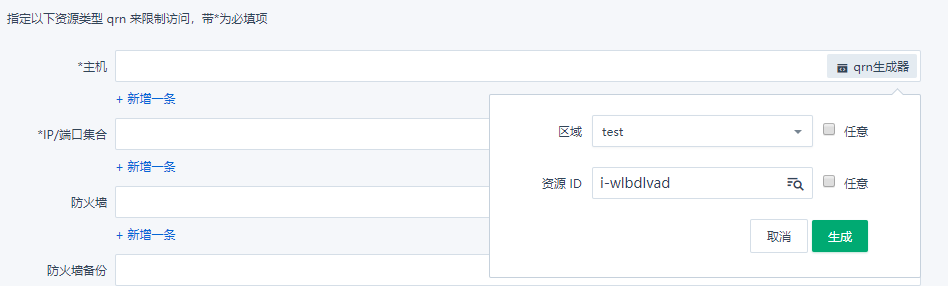 指定以下资源类型 qrn 来限制访问，带*为必填项
*主机
qrn生成器
+ 新增一条
*IP/端口集合
+ 新增一条
防火墙
+ 新增一条
防火墙备份
区域
test
任意
资源 ID
i-wlbdlvad
任意
取消
生成